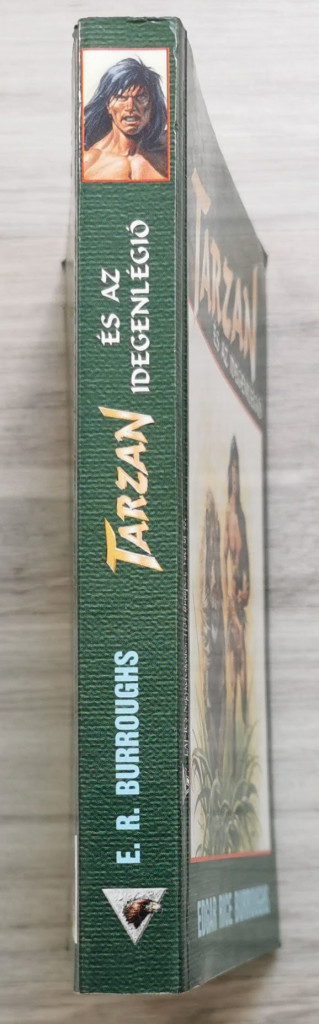 E. R. BURROUGHS
TARZAN
ÉS AZ
IDEGENLÉGIÓ
TARZAN
ÉS AZ IDEGENLÉGIÓ
EDGAR RICE BURROUGHS